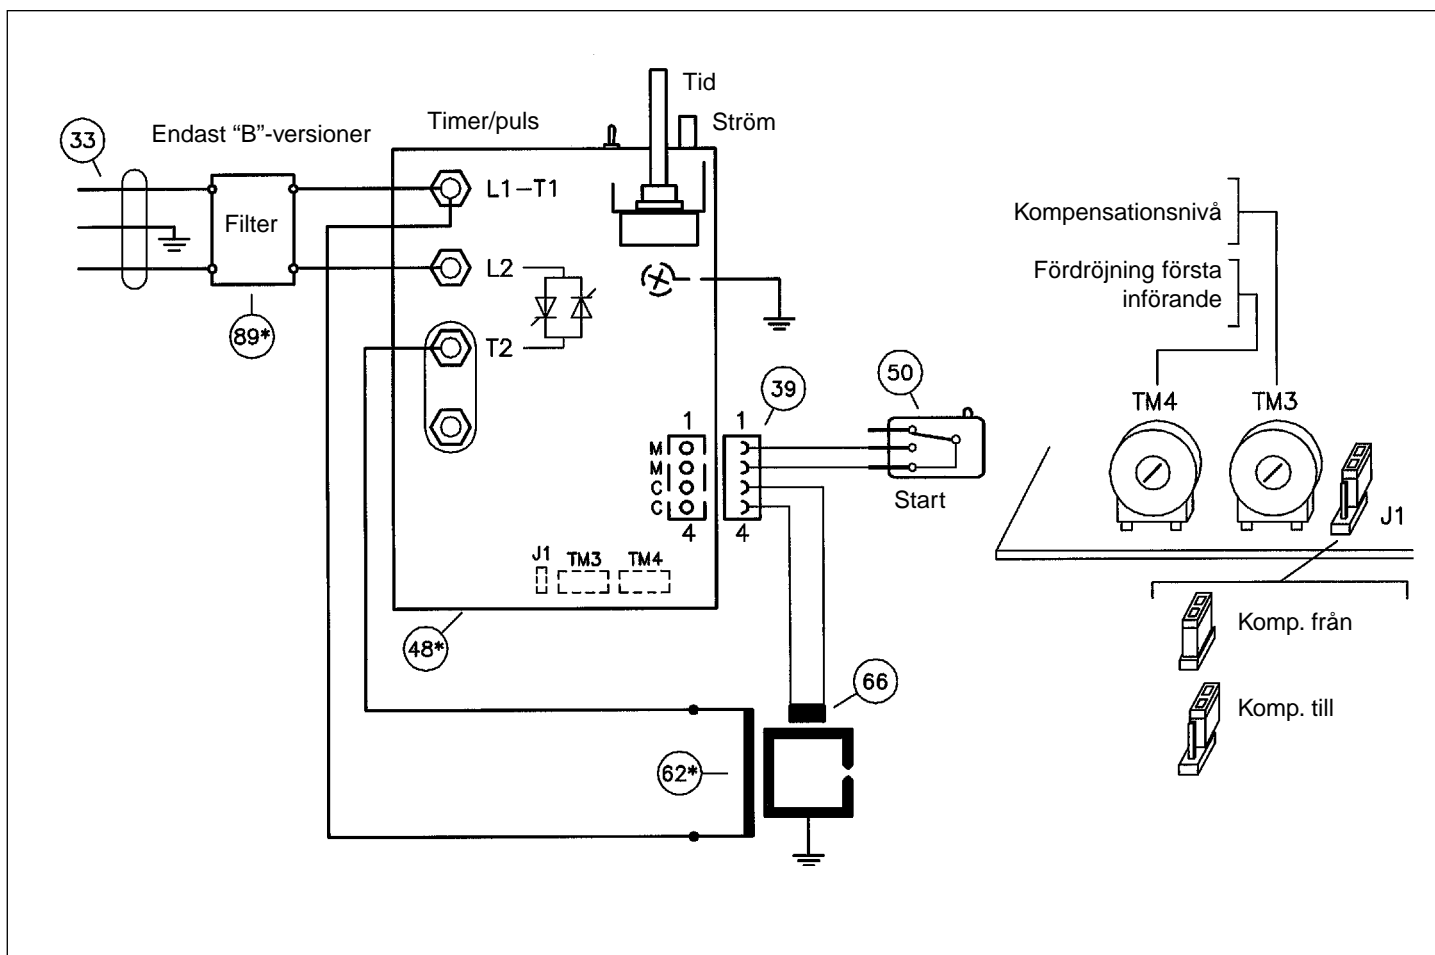 Tid
Timer/puls
Ström
Endast “B”-versioner
33
L1–T1
Filter
L2
89*
T2
Kompensationsnivå
Fördröjning första
införande
TM4
TM3
J1
39
50
1
1
M
M
C
C
4
4
Start
J1
TM3
TM4
48*
66
62*
Komp. från
Komp. till